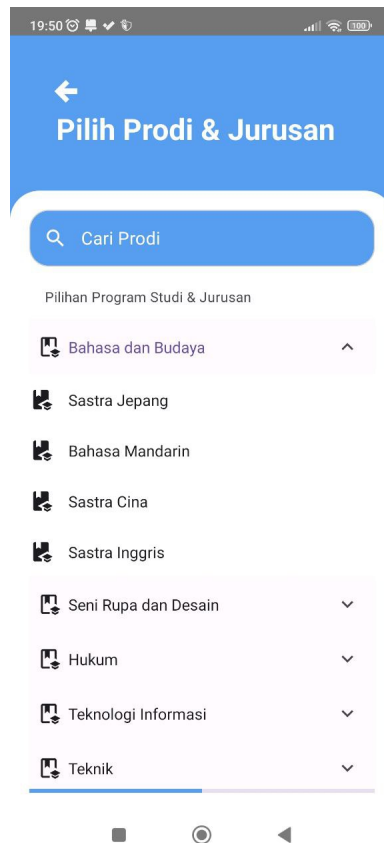 19:50
100
Pilih Prodi & Jurusan
Cari Prodi
Pilihan Program Studi & Jurusan
Bahasa dan Budaya
Sastra Jepang
Bahasa Mandarin
Sastra Cina
Sastra Inggris
Seni Rupa dan Desain
Hukum
Teknologi Informasi
Teknik